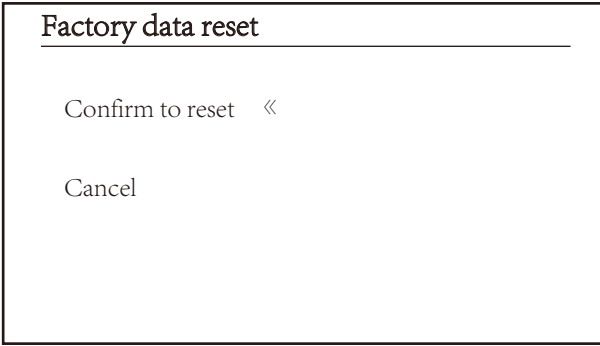 Factory data reset
Confirm to reset «
Cancel